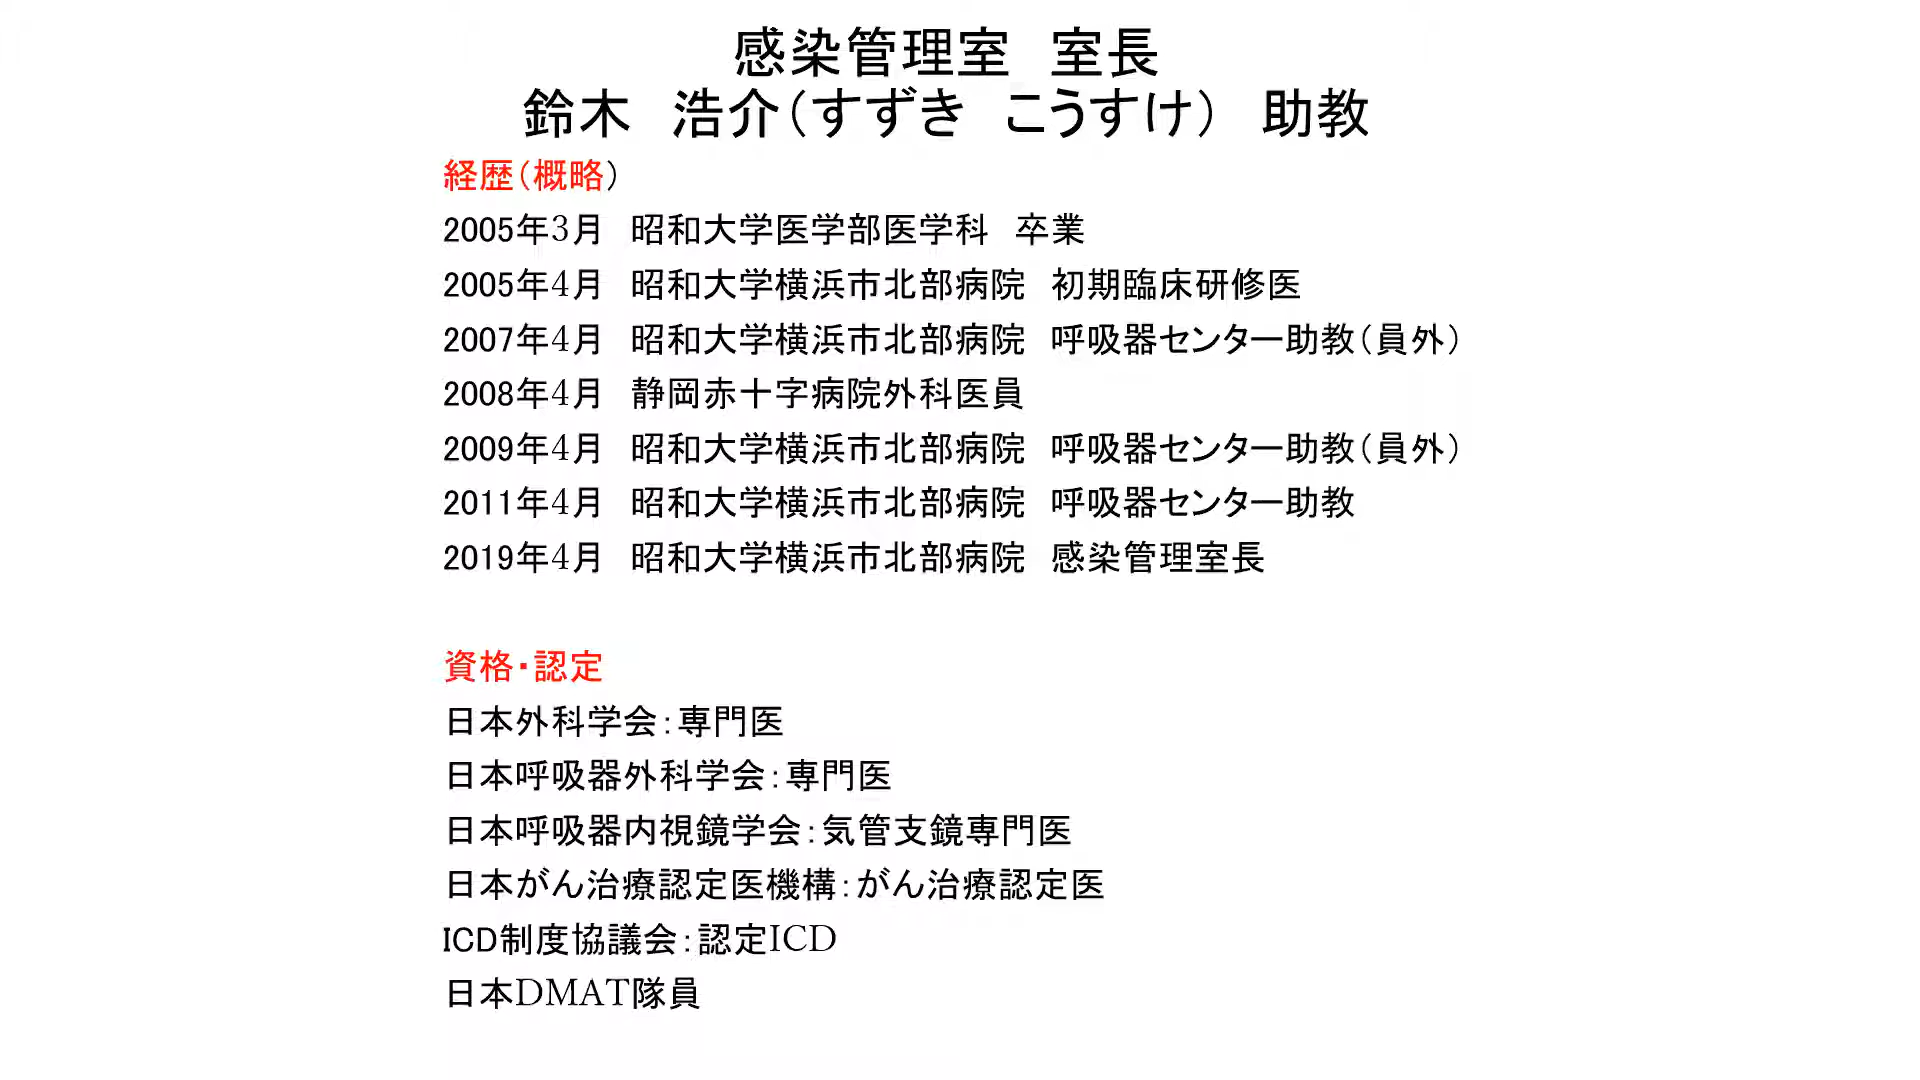 感染管理室　室長
鈴木　浩介（すずき　こうすけ）　助教
経歴（概略）
2005年3月　昭和大学医学部医学科　卒業
2005年4月　昭和大学横浜市北部病院　初期臨床研修医
2007年4月　昭和大学横浜市北部病院　呼吸器センター助教（員外）
2008年4月　静岡赤十字病院外科医員
2009年4月　昭和大学横浜市北部病院　呼吸器センター助教（員外）
2011年4月　昭和大学横浜市北部病院　呼吸器センター助教
2019年4月　昭和大学横浜市北部病院　感染管理室長
資格・認定
日本外科学会：専門医
日本呼吸器外科学会：専門医
日本呼吸器内視鏡学会：気管支鏡専門医
日本がん治療認定医機構：がん治療認定医
ICD制度協議会：認定ICD
日本DMAT隊員